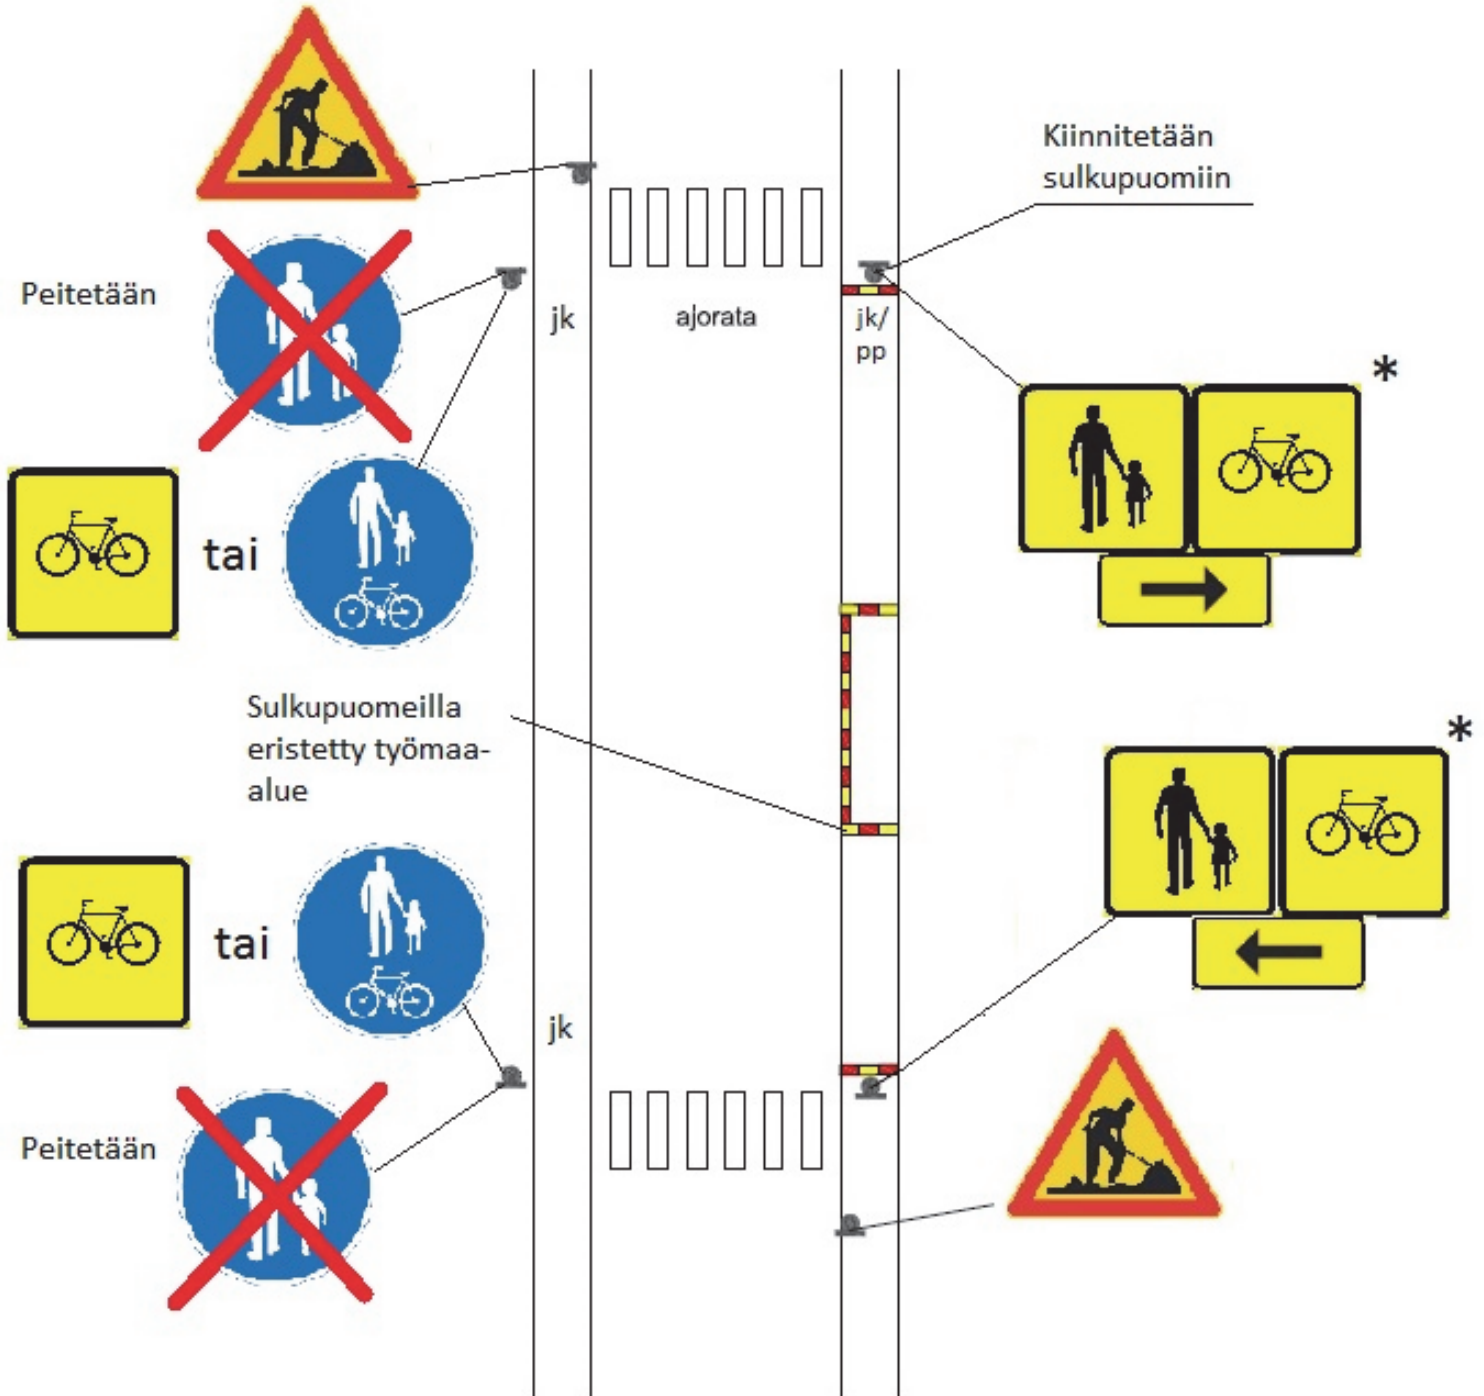 Kiinnitetään
sulkupuomiin
Peitetään
jk
ajorata
jk/
pp
*
tai
Sulkupuomeilla
eristetty työmaa-
alue
*
tai
jk
Peitetään